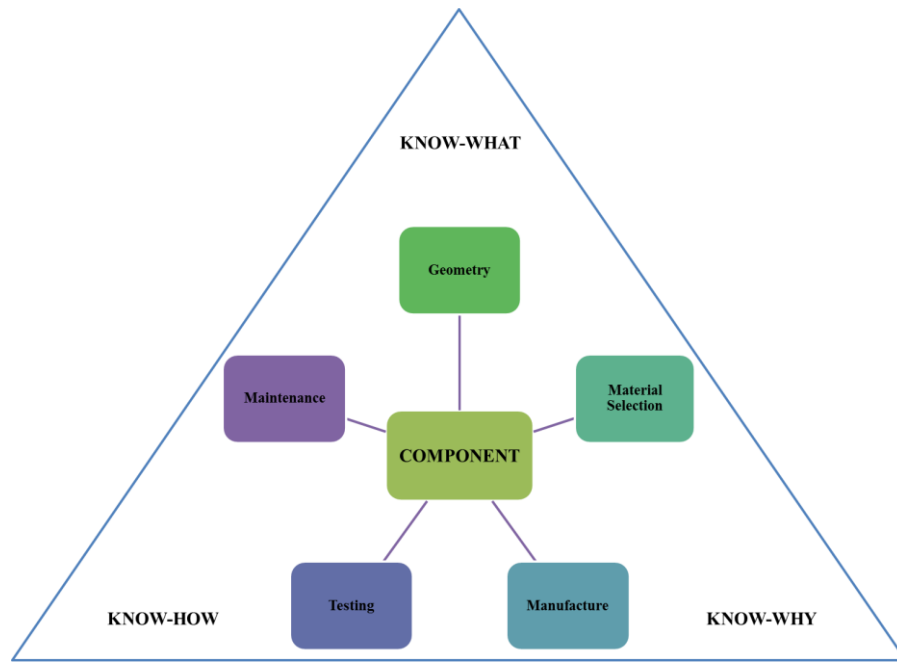 KNOW-WHAT
Geometry
Maintenance
Material
Selection
COMPONENT
Testing
Manufacture
KNOW-HOW
KNOW-WHY